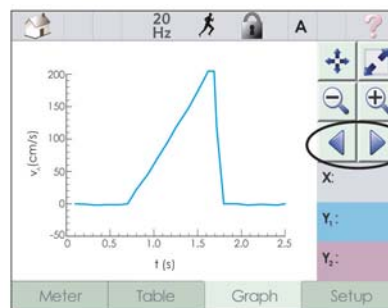 20
Hz
A
?
200
150
100
50
0
-50
vₐ(cm/s)
0
0.5
1.0
1.5
2.0
2.5
t (s)
X:
Y₁ :
Y₂ :
Meter
Table
Graph
Setup